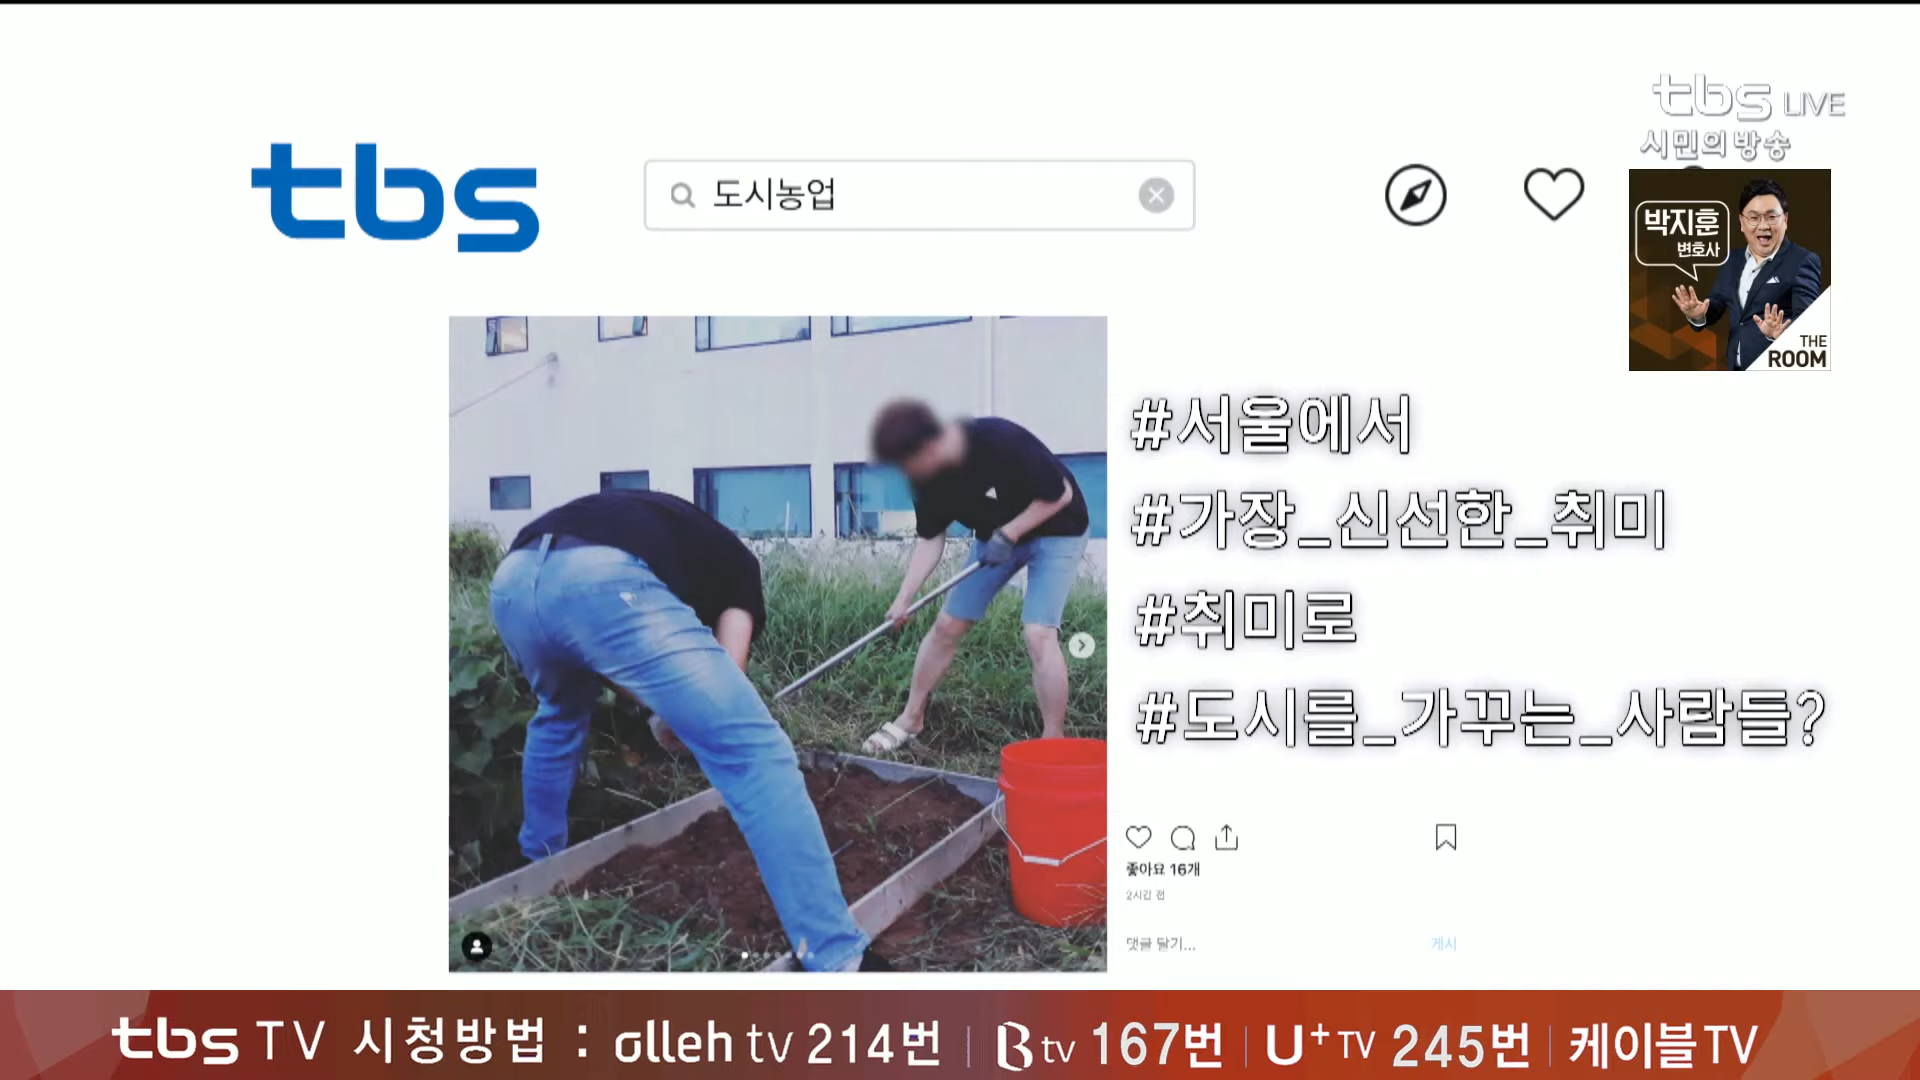 tbs LIVE
시민의방송
tbs
도시농업
박지훈
변호사
THE
ROOM
#서울에서
#가장_신선한_취미
#취미로
#도시를_가꾸는_사람들?
좋아요 16개
2시간 전
댓글 달기...
게시
tbs TV 시청방법 : olleh tv 214번 | B tv 167번 | U+TV 245번 | 케이블TV